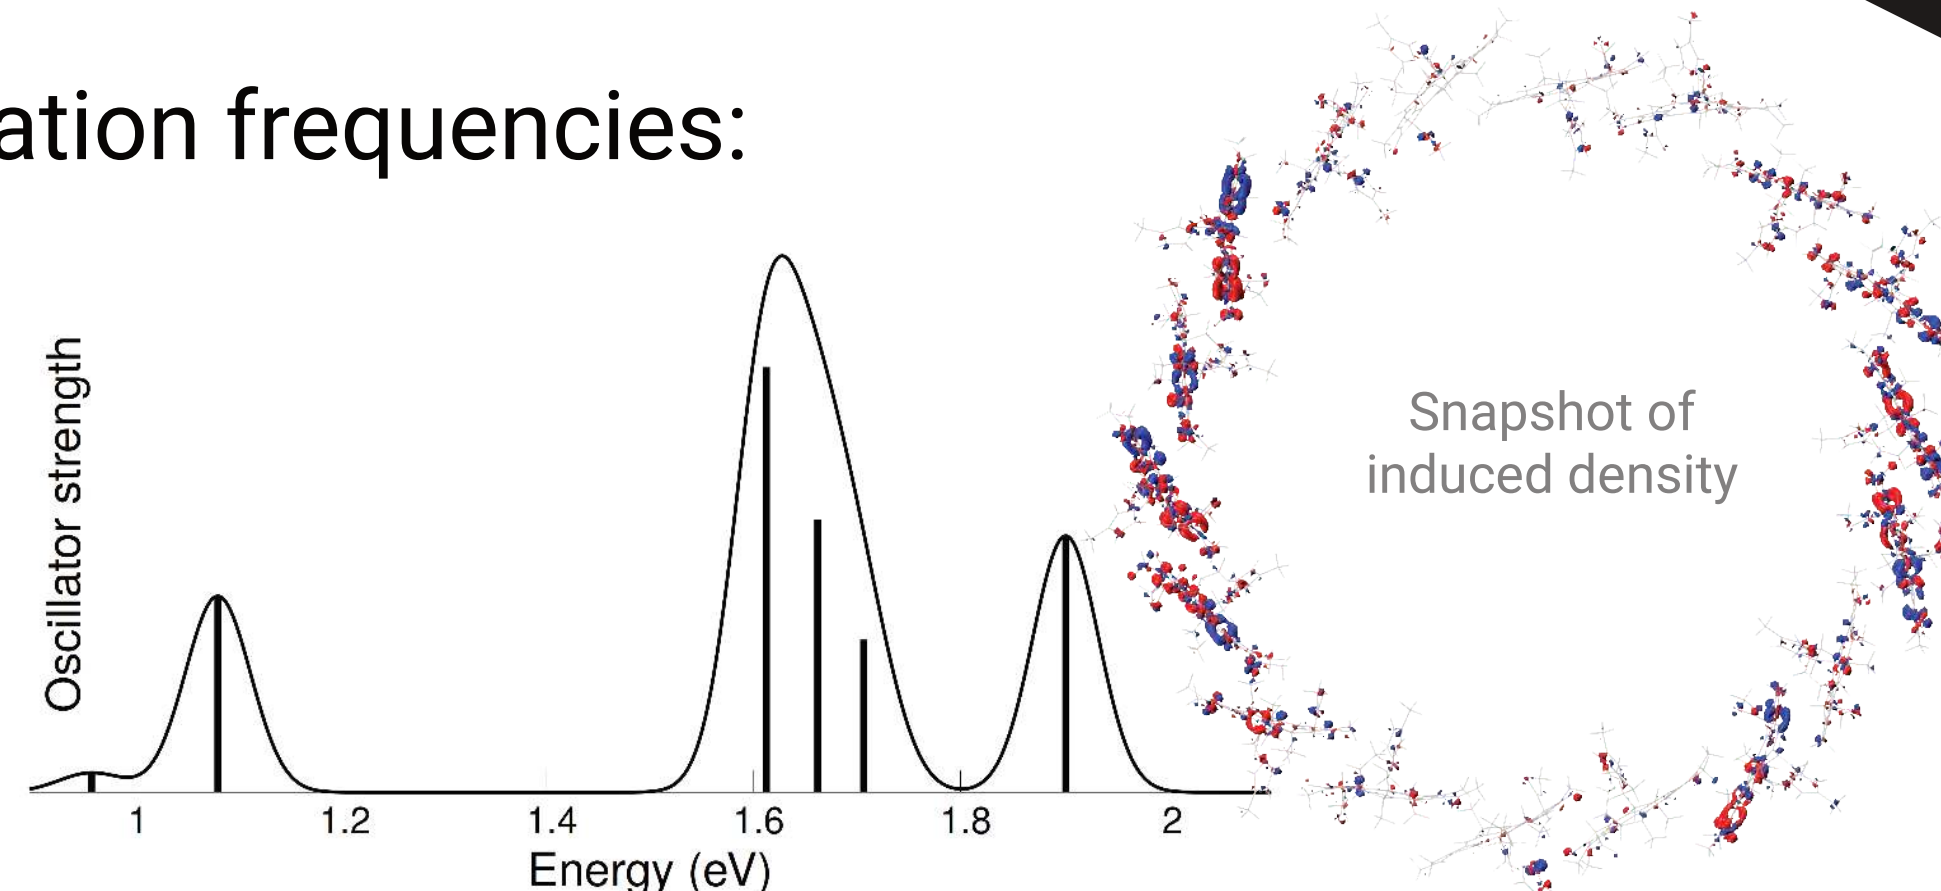 ation frequencies:
Oscillator strength
Snapshot of
induced density
1 1.2 1.4 1.6 1.8 2
Energy (eV)